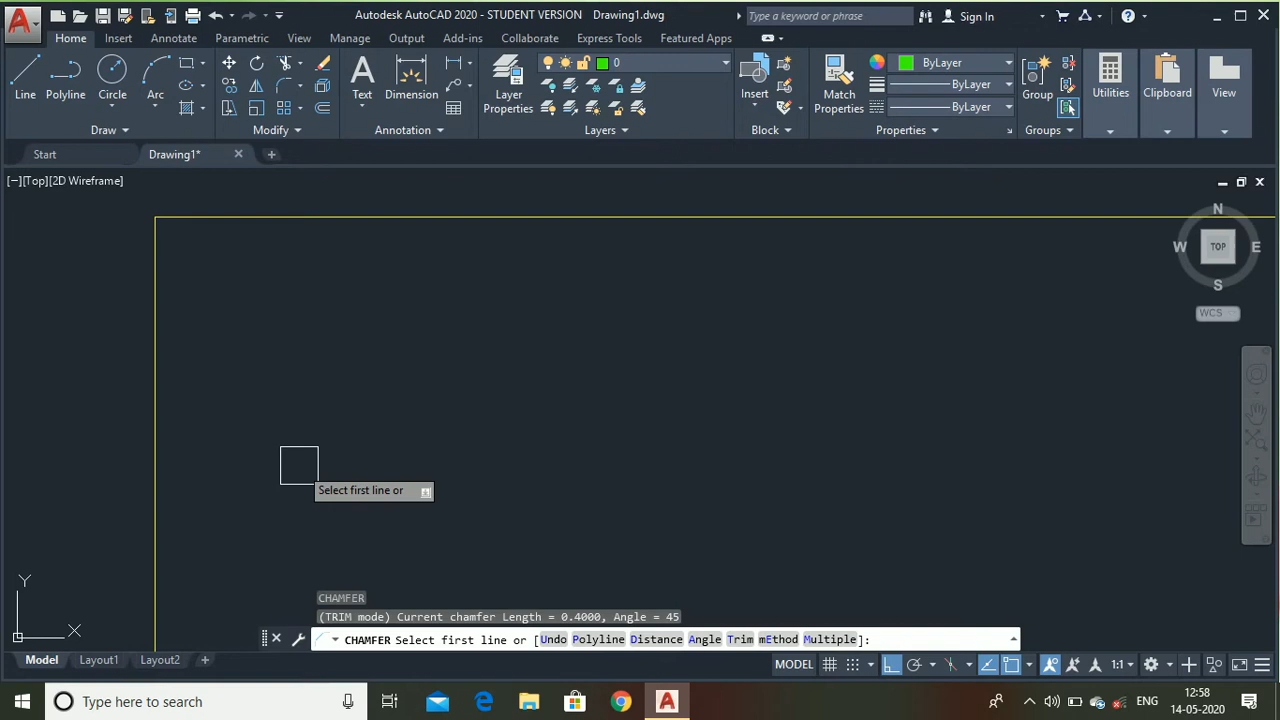 Autodesk AutoCAD 2020 - STUDENT VERSION Drawing1.dwg
Type a keyword or phrase
Sign In
Home Insert Annotate Parametric View Manage Output Add-ins Collaborate Express Tools Featured Apps
Line Polyline Circle Arc
Text Dimension
Layer Properties
0
Insert
Match Properties
ByLayer
ByLayer
ByLayer
Group
Utilities Clipboard View
Draw Modify Annotation Layers Block Properties Groups
Start Drawing1*
[−][Top][2D Wireframe]
N
W TOP E
S
WCS
Select first line or
Y
X
CHAMFER
(TRIM mode) Current chamfer Length = 0.4000, Angle = 45
CHAMFER Select first line or [Undo Polyline Distance Angle Trim mEthod Multiple]:
Model Layout1 Layout2
MODEL 1:1
Type here to search
ENG
12:58
14-05-2020